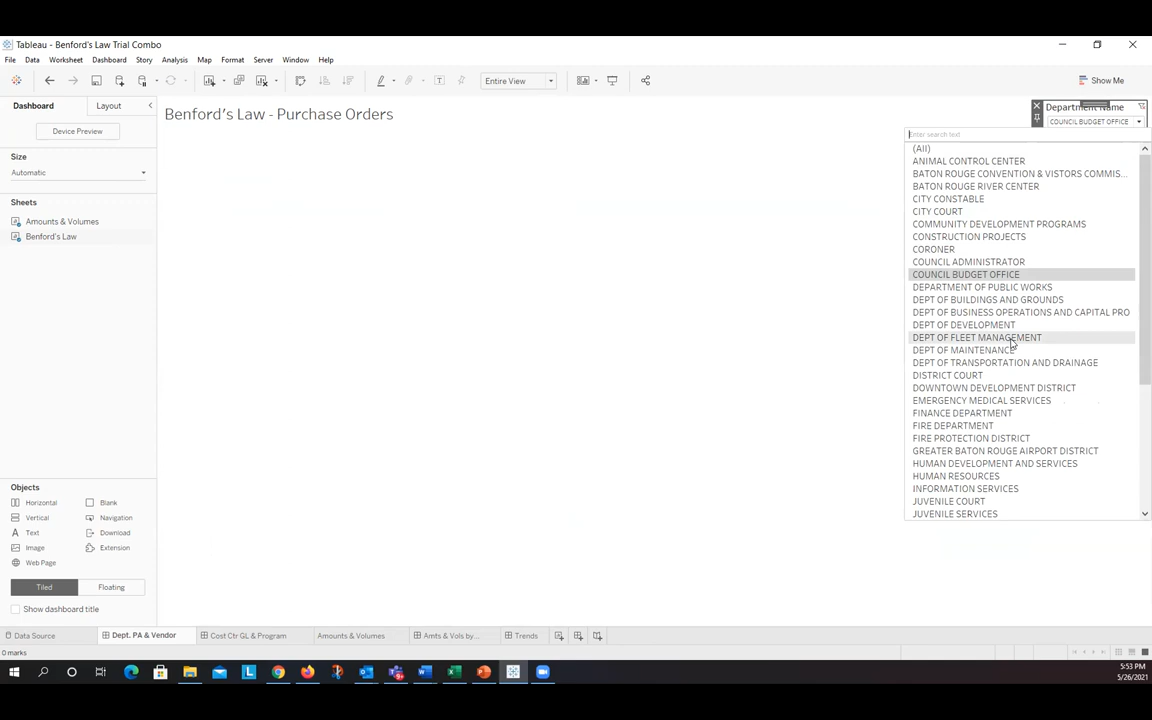 Tableau - Benford's Law Trial Combo
File Data Worksheet Dashboard Story Analysis Map Format Server Window Help
Entire View
Show Me
Dashboard Layout
Device Preview
Size
Automatic
Sheets
Amounts & Volumes
Benford's Law
Objects
Horizontal Blank
Vertical Navigation
Text Download
Image Extension
Web Page
Tiled Floating
Show dashboard title
Benford's Law - Purchase Orders
Department Name
COUNCIL BUDGET OFFICE
Enter search text
(All)
ANIMAL CONTROL CENTER
BATON ROUGE CONVENTION & VISTORS COMMIS...
BATON ROUGE RIVER CENTER
CITY CONSTABLE
CITY COURT
COMMUNITY DEVELOPMENT PROGRAMS
CONSTRUCTION PROJECTS
CORONER
COUNCIL ADMINISTRATOR
COUNCIL BUDGET OFFICE
DEPARTMENT OF PUBLIC WORKS
DEPT OF BUILDINGS AND GROUNDS
DEPT OF BUSINESS OPERATIONS AND CAPITAL PRO
DEPT OF DEVELOPMENT
DEPT OF FLEET MANAGEMENT
DEPT OF MAINTENANCE
DEPT OF TRANSPORTATION AND DRAINAGE
DISTRICT COURT
DOWNTOWN DEVELOPMENT DISTRICT
EMERGENCY MEDICAL SERVICES
FINANCE DEPARTMENT
FIRE DEPARTMENT
FIRE PROTECTION DISTRICT
GREATER BATON ROUGE AIRPORT DISTRICT
HUMAN DEVELOPMENT AND SERVICES
HUMAN RESOURCES
INFORMATION SERVICES
JUVENILE COURT
JUVENILE SERVICES
Data Source Dept. PA & Vendor Cost Ctr GL & Program Amounts & Volumes Amts & Vols by... Trends
0 marks
5:53 PM
5/26/2021